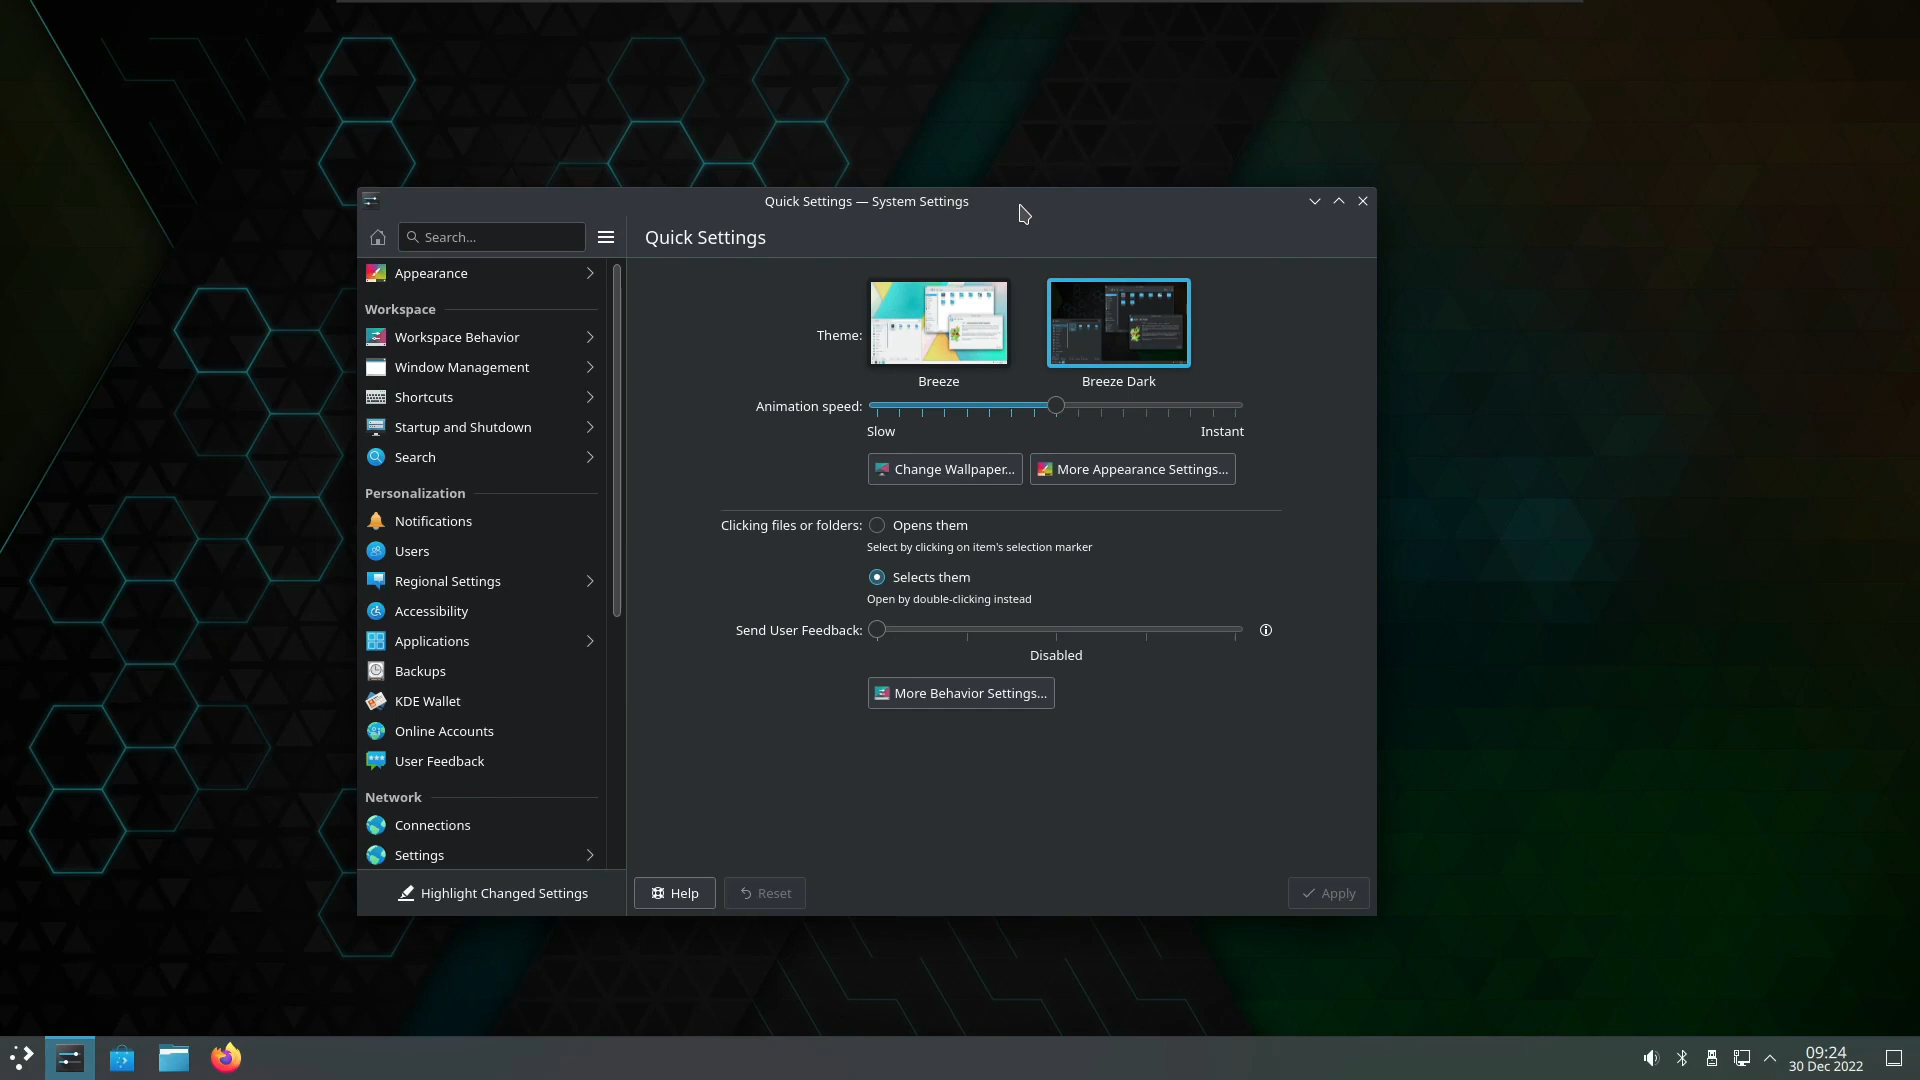 Quick Settings — System Settings
Search...
Quick Settings
Appearance
Workspace
Workspace Behavior
Window Management
Shortcuts
Startup and Shutdown
Search
Personalization
Notifications
Users
Regional Settings
Accessibility
Applications
Backups
KDE Wallet
Online Accounts
User Feedback
Network
Connections
Settings
Highlight Changed Settings
Theme:
Breeze
Breeze Dark
Animation speed:
Slow
Instant
Change Wallpaper...
More Appearance Settings...
Clicking files or folders:
Opens them
Select by clicking on item's selection marker
Selects them
Open by double-clicking instead
Send User Feedback:
Disabled
More Behavior Settings...
Help
Reset
Apply
09:24
30 Dec 2022